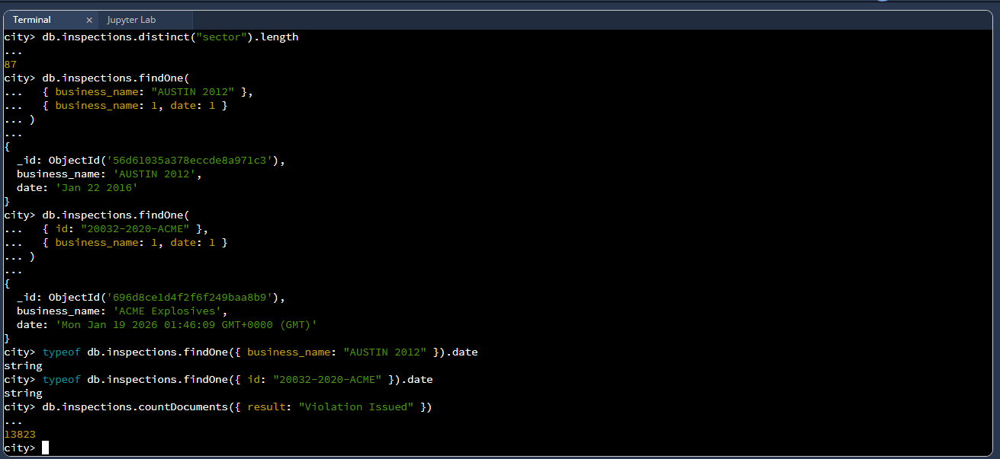 Terminal × Jupyter Lab
city> db.inspections.distinct("sector").length
...
87
city> db.inspections.findOne(
...   { business_name: "AUSTIN 2012" },
...   { business_name: 1, date: 1 }
... )
...
{
  _id: ObjectId('56d61035a378eccde8a971c3'),
  business_name: 'AUSTIN 2012',
  date: 'Jan 22 2016'
}
city> db.inspections.findOne(
...   { id: "20032-2020-ACME" },
...   { business_name: 1, date: 1 }
... )
...
{
  _id: ObjectId('696d8ce1d4f2f6f249baa8b9'),
  business_name: 'ACME Explosives',
  date: 'Mon Jan 19 2026 01:46:09 GMT+0000 (GMT)'
}
city> typeof db.inspections.findOne({ business_name: "AUSTIN 2012" }).date
string
city> typeof db.inspections.findOne({ id: "20032-2020-ACME" }).date
string
city> db.inspections.countDocuments({ result: "Violation Issued" })
...
13823
city>